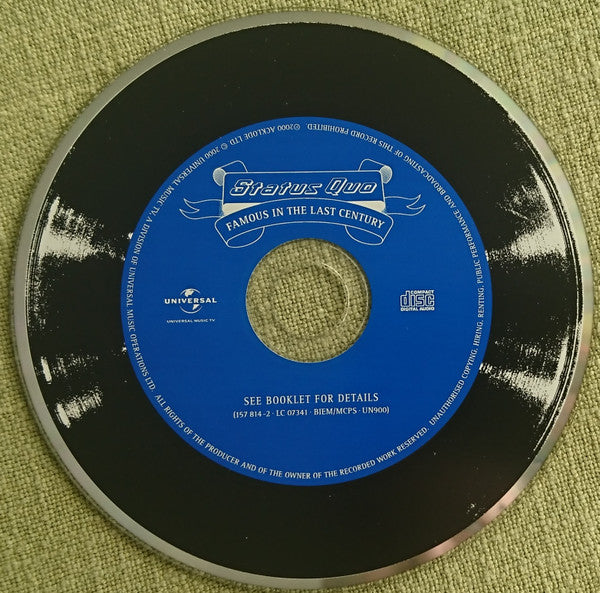 Status Quo
FAMOUS IN THE LAST CENTURY
UNIVERSAL
UNIVERSAL MUSIC TV
COMPACT
disc
DIGITAL AUDIO
SEE BOOKLET FOR DETAILS
(157 814-2 · LC 07341 · BIEM/MCPS · UN900)
℗2000 ACKLODE LTD © 2000 UNIVERSAL MUSIC TV. A DIVISION OF UNIVERSAL MUSIC OPERATIONS LTD. ALL RIGHTS OF THE PRODUCER AND OF THE OWNER OF THE RECORDED WORK RESERVED. UNAUTHORISED COPYING, HIRING, RENTING, PUBLIC PERFORMANCE AND BROADCASTING OF THIS RECORD PROHIBITED.